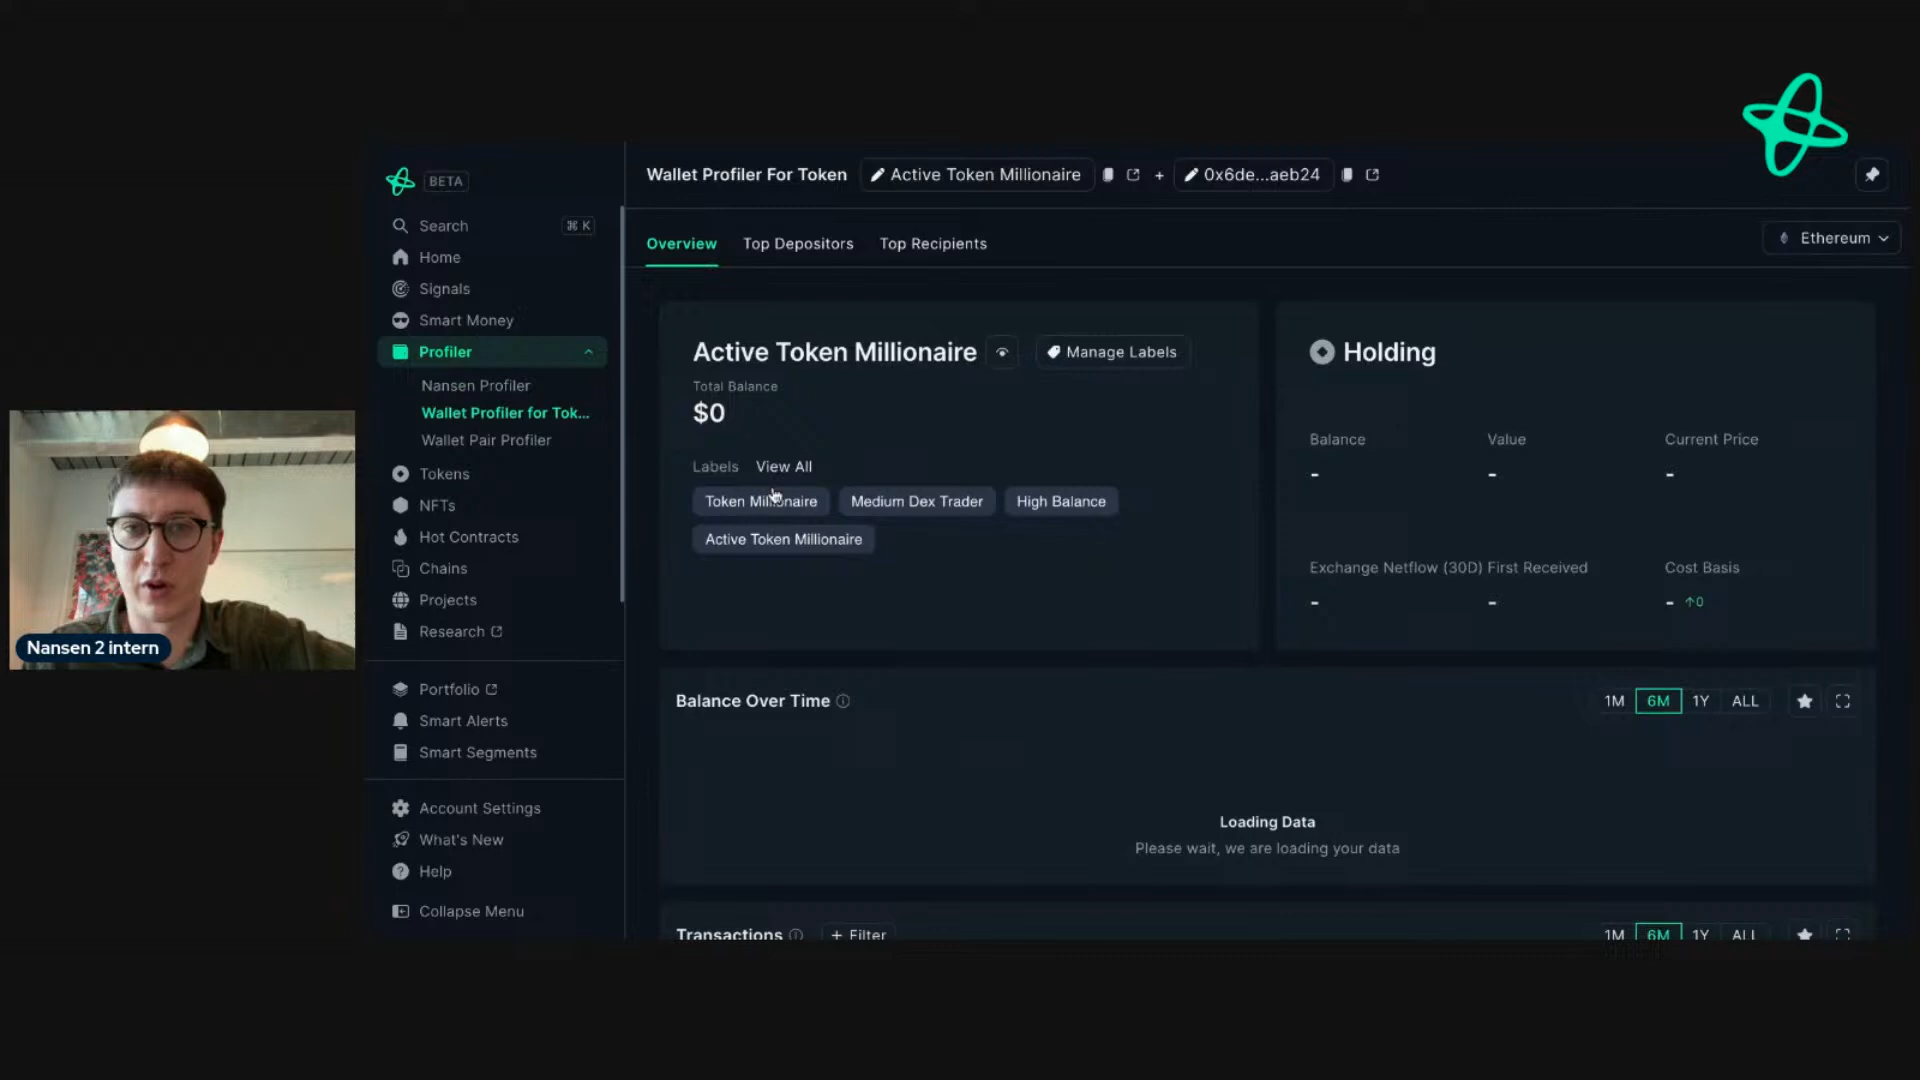 BETA
Search
⌘ K
Home
Signals
Smart Money
Profiler
Nansen Profiler
Wallet Profiler for Tok...
Wallet Pair Profiler
Tokens
NFTs
Hot Contracts
Chains
Projects
Research
Portfolio
Smart Alerts
Smart Segments
Account Settings
What's New
Help
Collapse Menu
Nansen 2 intern
Wallet Profiler For Token
Active Token Millionaire
+
0x6de...aeb24
Overview
Top Depositors
Top Recipients
Ethereum
Active Token Millionaire
Manage Labels
Total Balance
$0
Labels
View All
Token Millionaire
Medium Dex Trader
High Balance
Active Token Millionaire
Holding
Balance
Value
Current Price
-
-
-
Exchange Netflow (30D)
First Received
Cost Basis
-
-
- ↑0
Balance Over Time
1M
6M
1Y
ALL
Loading Data
Please wait, we are loading your data
Transactions
+ Filter
1M
6M
1Y
ALL